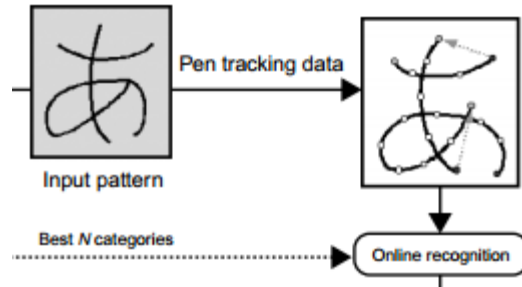 あ
Pen tracking data
Input pattern
Best N categories
Online recognition